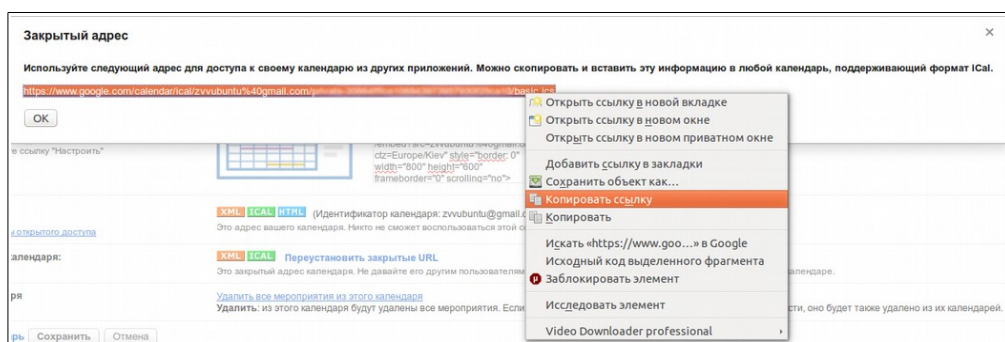 Закрытый адрес
×
Используйте следующий адрес для доступа к своему календарю из других приложений. Можно скопировать и вставить эту информацию в любой календарь, поддерживающий формат iCal.
https://www.google.com/calendar/ical/zvvubuntu%40gmail.com/ /basic.ics
OK
Открыть ссылку в новой вкладке
Открыть ссылку в новом окне
Открыть ссылку в новом приватном окне
Добавить ссылку в закладки
Сохранить объект как...
Копировать ссылку
Копировать
Искать «https://www.goo...» в Google
Исходный код выделенного фрагмента
Заблокировать элемент
Исследовать элемент
Video Downloader professional
е ссылку "Настроить"
ctz=Europe/Kiev" style="border: 0"
width="800" height="600"
frameborder="0" scrolling="no">
XML ICAL HTML (Идентификатор календаря: zvvubuntu@gmail.c
Это адрес вашего календаря. Никто не сможет воспользоваться этой сс
ы открытого доступа
календаря:
XML ICAL Переустановить закрытые URL
Это закрытый адрес календаря. Не давайте его другим пользователям
календаре.
ря
Удалить все мероприятия из этого календаря
Удалить: из этого календаря будут удалены все мероприятия. Если
сти, оно будет также удалено из их календарей.
рь Сохранить Отмена